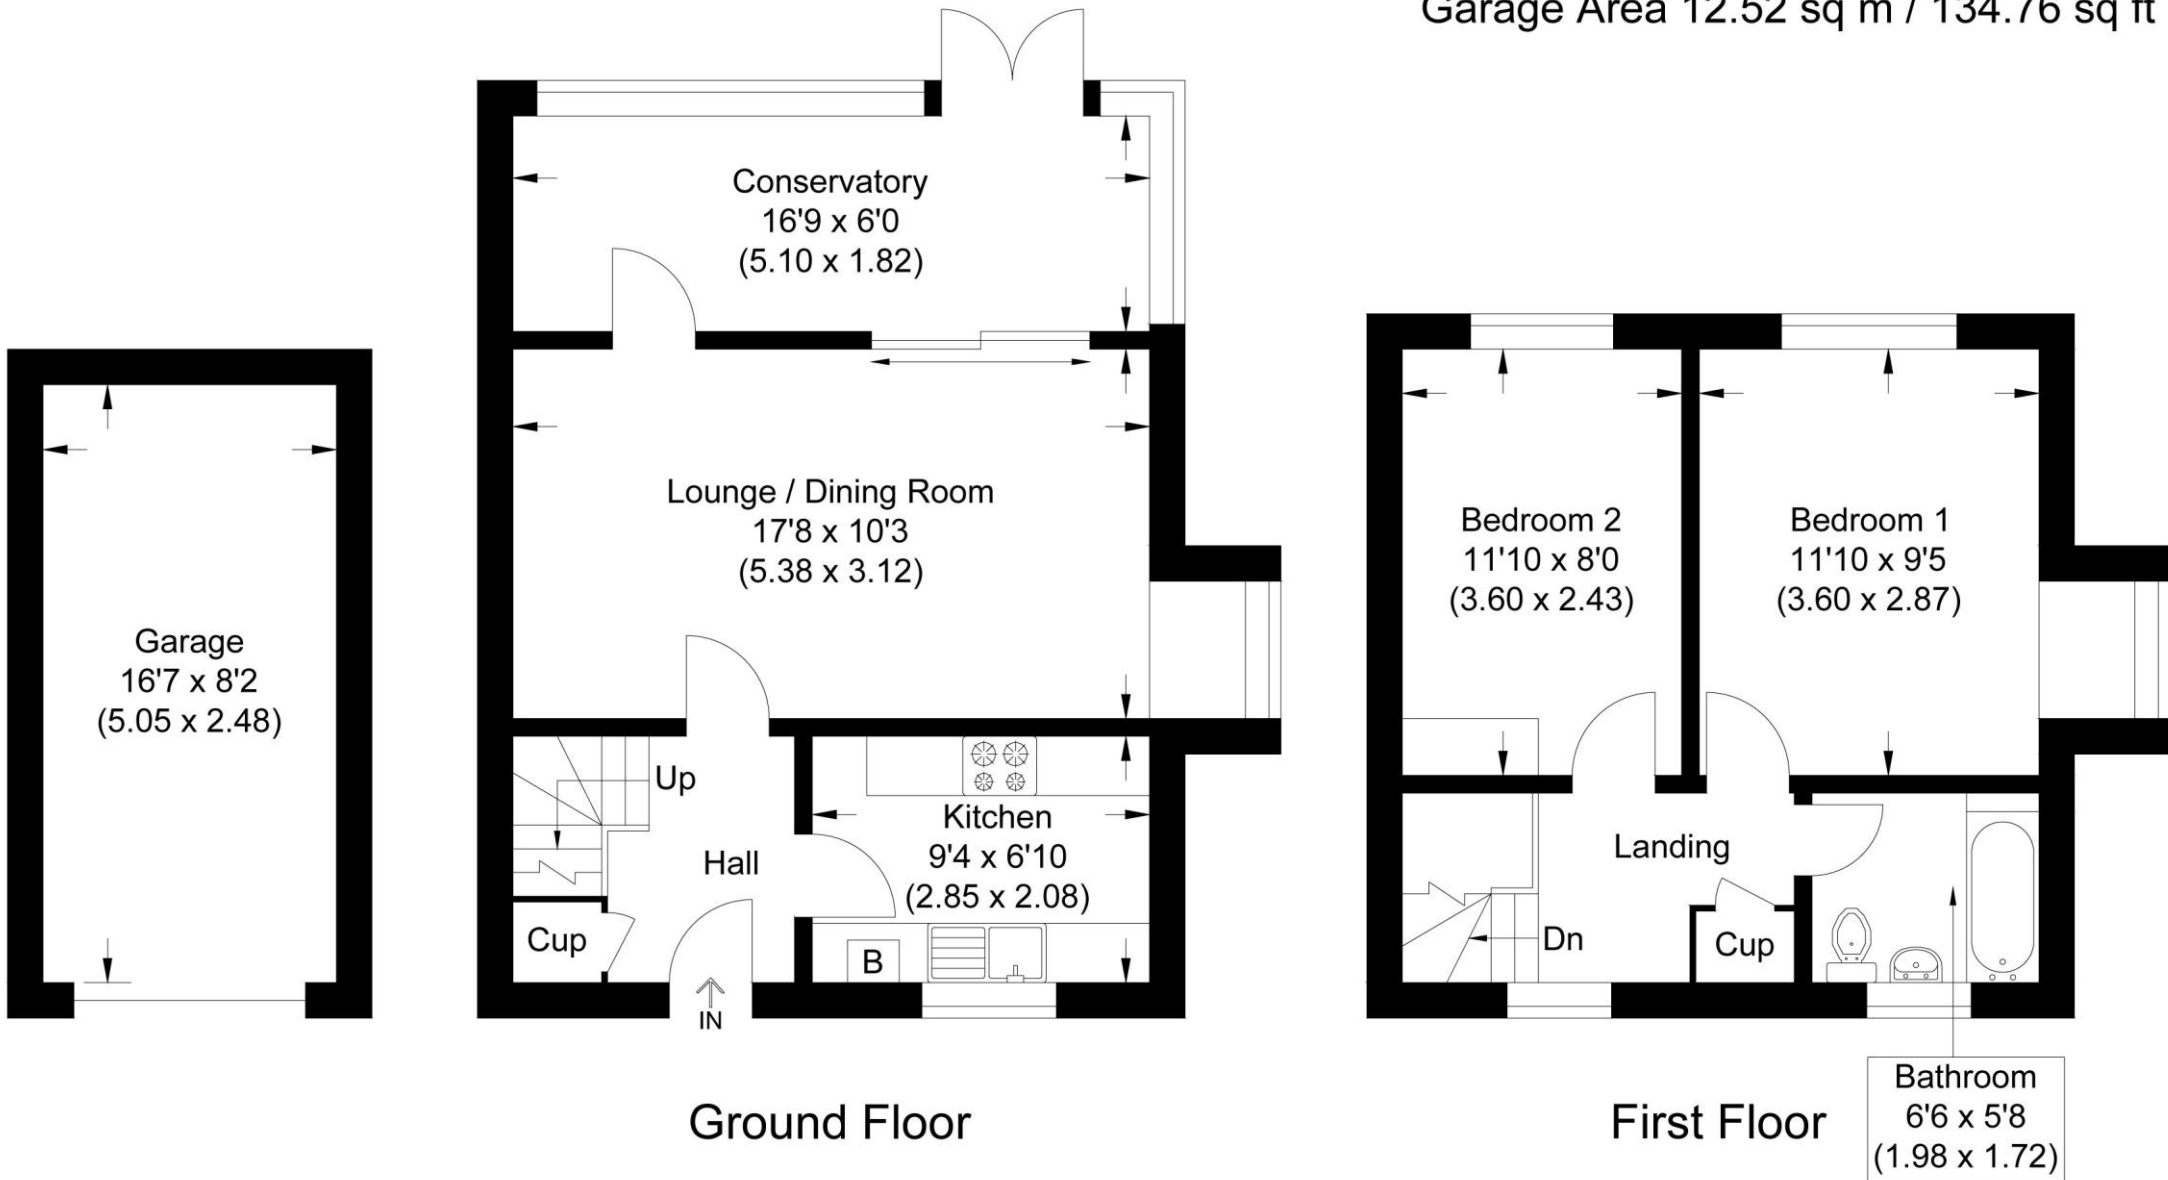 Garage Area 12.52 sq m / 134.76 sq ft
Conservatory
16'9 x 6'0
(5.10 x 1.82)
Lounge / Dining Room
17'8 x 10'3
(5.38 x 3.12)
Bedroom 2
11'10 x 8'0
(3.60 x 2.43)
Bedroom 1
11'10 x 9'5
(3.60 x 2.87)
Garage
16'7 x 8'2
(5.05 x 2.48)
Up
Kitchen
9'4 x 6'10
(2.85 x 2.08)
Hall
Landing
Cup
B
Dn
Cup
IN
Bathroom
6'6 x 5'8
(1.98 x 1.72)
Ground Floor
First Floor